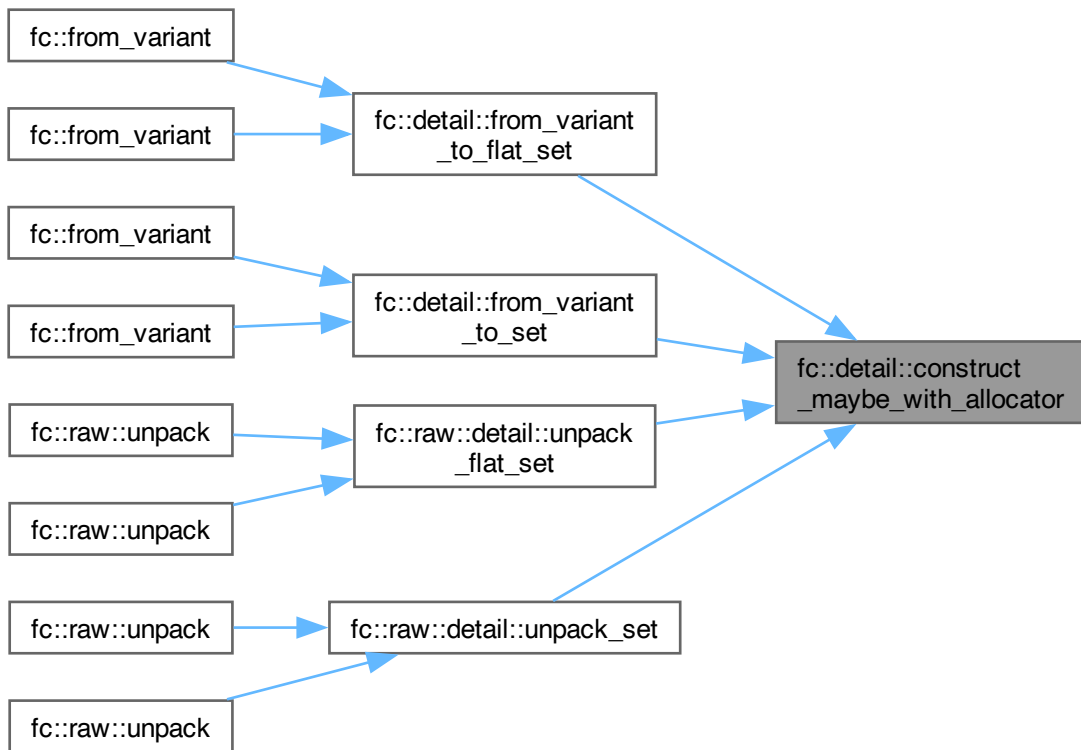 fc::from_variant
fc::from_variant
fc::detail::from_variant
_to_flat_set
fc::from_variant
fc::from_variant
fc::detail::from_variant
_to_set
fc::detail::construct
_maybe_with_allocator
fc::raw::unpack
fc::raw::unpack
fc::raw::detail::unpack
_flat_set
fc::raw::unpack
fc::raw::unpack
fc::raw::detail::unpack_set